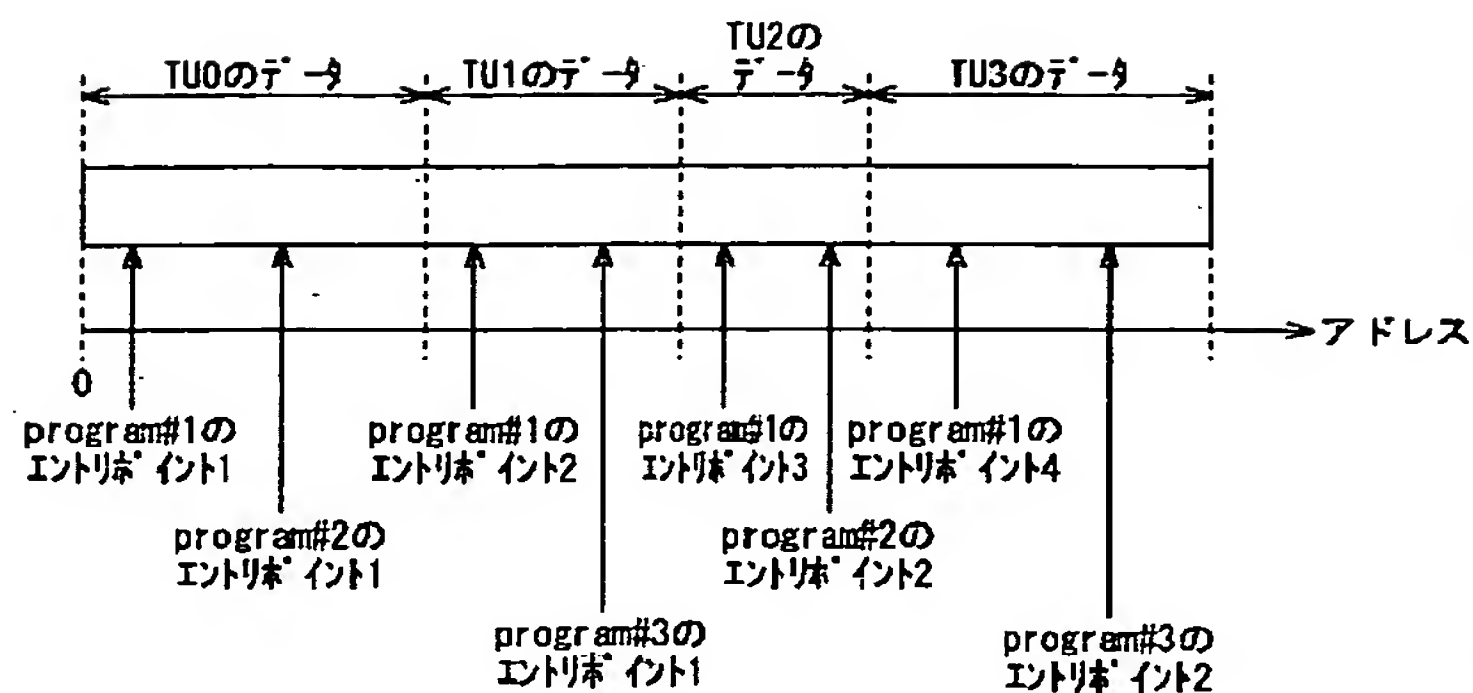 TU0のデータ
TU1のデータ
TU2の
データ
TU3のデータ
アドレス
0
program#1の
エントリポイント1
program#1の
エントリポイント2
program#1の
エントリポイント3
program#1の
エントリポイント4
program#2の
エントリポイント1
program#2の
エントリポイント2
program#3の
エントリポイント1
program#3の
エントリポイント2